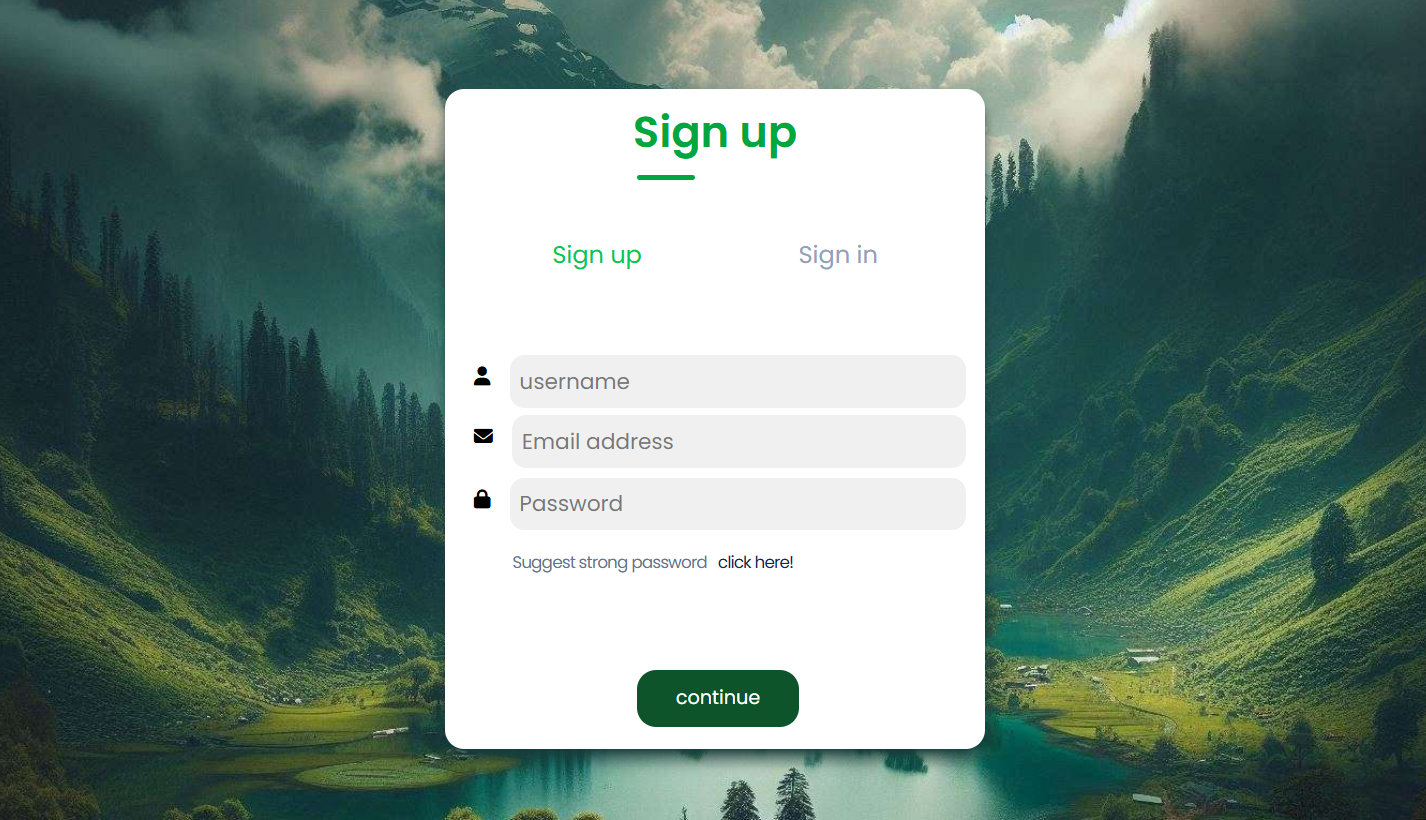 Sign up
Sign up Sign in
username
Email address
Password
Suggest strong password click here!
continue